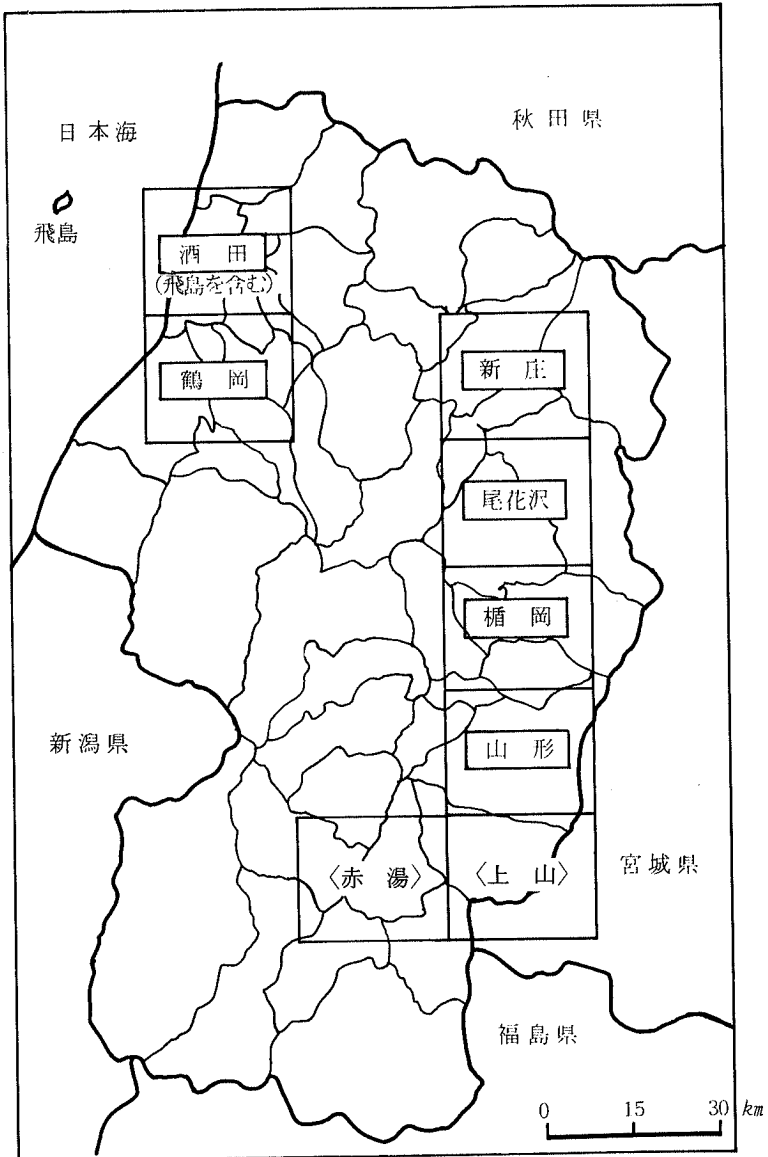 日本海
秋田県
飛島
酒田
(飛島を含む)
鶴岡
新庄
尾花沢
楯岡
山形
新潟県
〈赤湯〉
〈上山〉
宮城県
福島県
0 15 30 km